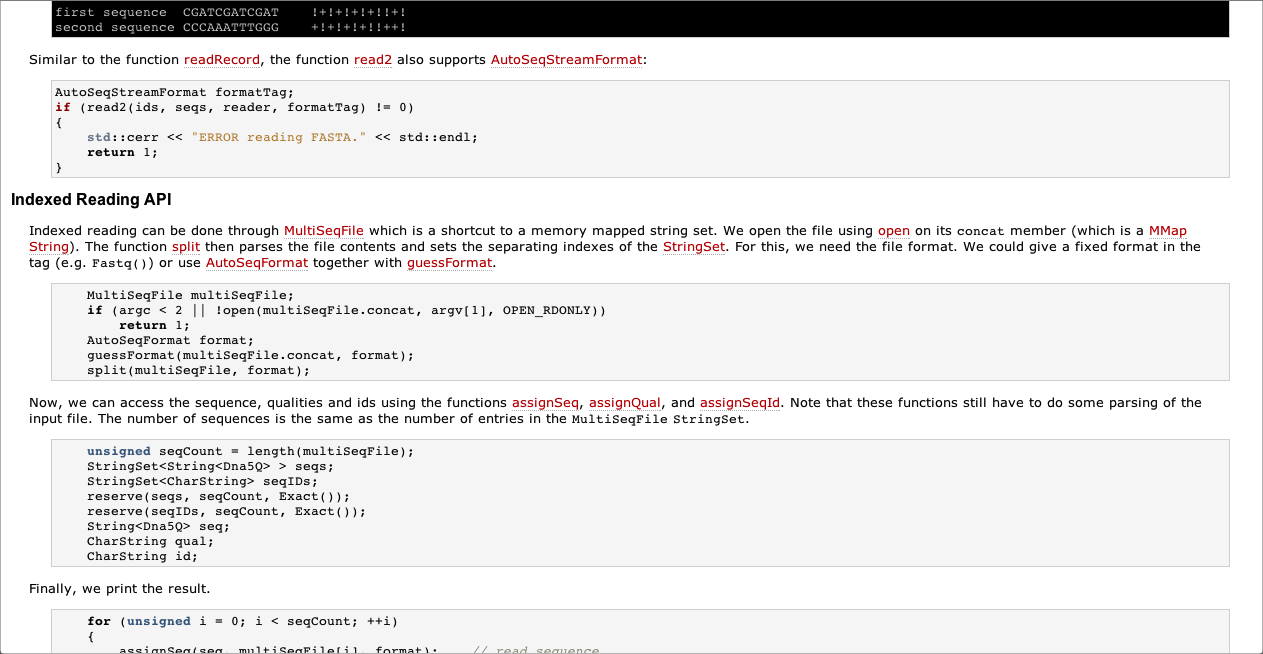 first sequence  CGATCGATCGAT    !+!+!+!+!!+!
second sequence CCCAAATTTGGG    +!+!+!+!!++!
Similar to the function readRecord, the function read2 also supports AutoSeqStreamFormat:
AutoSeqStreamFormat formatTag;
if (read2(ids, seqs, reader, formatTag) != 0)
{
    std::cerr << "ERROR reading FASTA." << std::endl;
    return 1;
}
Indexed Reading API
Indexed reading can be done through MultiSeqFile which is a shortcut to a memory mapped string set. We open the file using open on its concat member (which is a MMap
String). The function split then parses the file contents and sets the separating indexes of the StringSet. For this, we need the file format. We could give a fixed format in the
tag (e.g. Fastq()) or use AutoSeqFormat together with guessFormat.
    MultiSeqFile multiSeqFile;
    if (argc < 2 || !open(multiSeqFile.concat, argv[1], OPEN_RDONLY))
        return 1;
    AutoSeqFormat format;
    guessFormat(multiSeqFile.concat, format);
    split(multiSeqFile, format);
Now, we can access the sequence, qualities and ids using the functions assignSeq, assignQual, and assignSeqId. Note that these functions still have to do some parsing of the
input file. The number of sequences is the same as the number of entries in the MultiSeqFile StringSet.
    unsigned seqCount = length(multiSeqFile);
    StringSet<String<Dna5Q> > seqs;
    StringSet<CharString> seqIDs;
    reserve(seqs, seqCount, Exact());
    reserve(seqIDs, seqCount, Exact());
    String<Dna5Q> seq;
    CharString qual;
    CharString id;
Finally, we print the result.
    for (unsigned i = 0; i < seqCount; ++i)
    {
        assignSeq(seq, multiSeqFile[i], format);    // read sequence